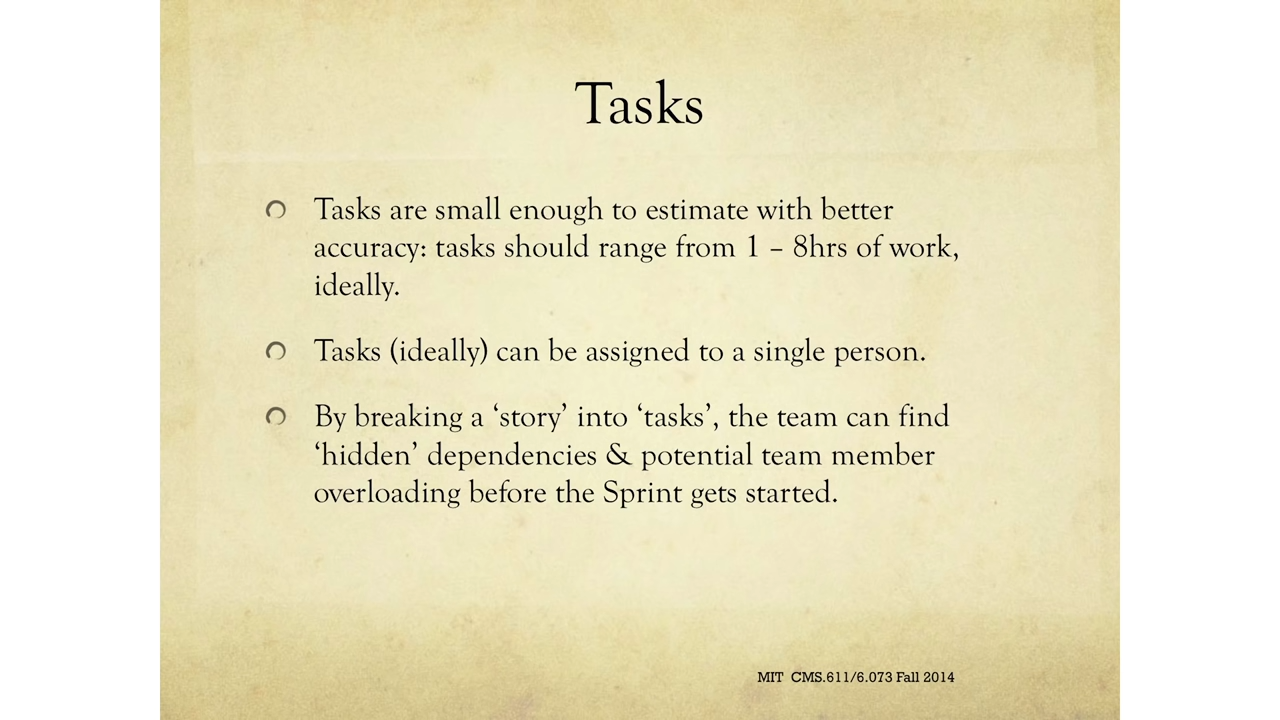 Tasks
Tasks are small enough to estimate with better
accuracy: tasks should range from 1 – 8hrs of work,
ideally.
Tasks (ideally) can be assigned to a single person.
By breaking a ‘story’ into ‘tasks’, the team can find
‘hidden’ dependencies & potential team member
overloading before the Sprint gets started.
MIT CMS.611/6.073 Fall 2014